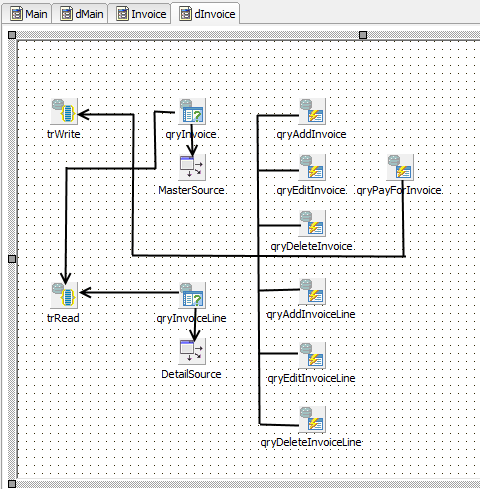 Main dMain Invoice dInvoice
trWrite qryInvoice qryAddInvoice
MasterSource qryEditInvoice qryPayForInvoice
qryDeleteInvoice
trRead qryInvoiceLine qryAddInvoiceLine
DetailSource qryEditInvoiceLine
qryDeleteInvoiceLine